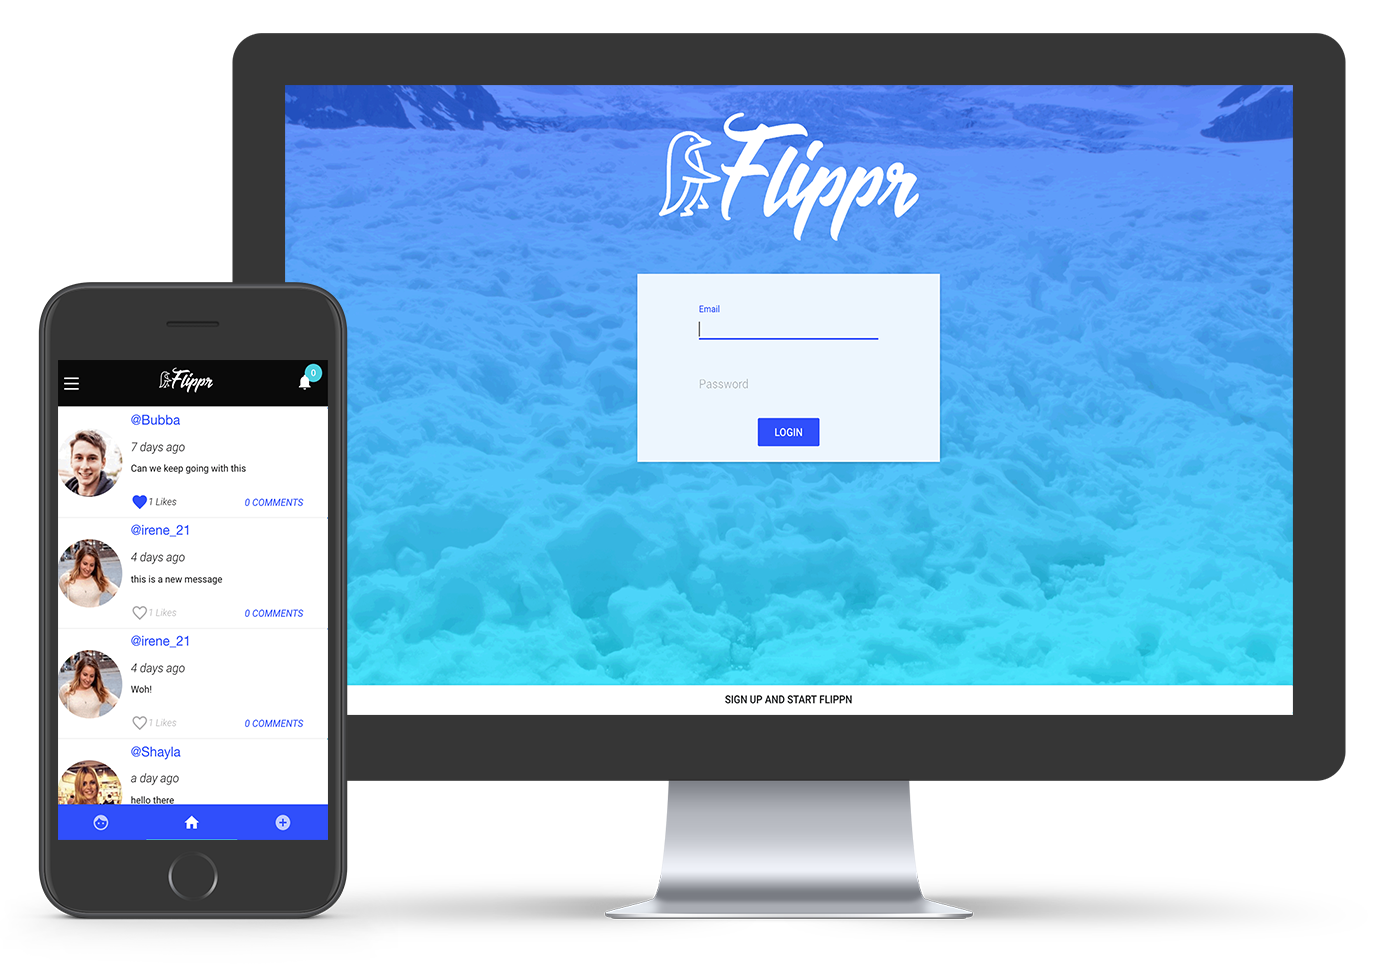 Flippr
Email
Password
LOGIN
SIGN UP AND START FLIPPN
Flippr
0
@Bubba
7 days ago
Can we keep going with this
1 Likes
0 COMMENTS
@irene_21
4 days ago
this is a new message
1 Likes
0 COMMENTS
@irene_21
4 days ago
Woh!
1 Likes
0 COMMENTS
@Shayla
a day ago
hello there